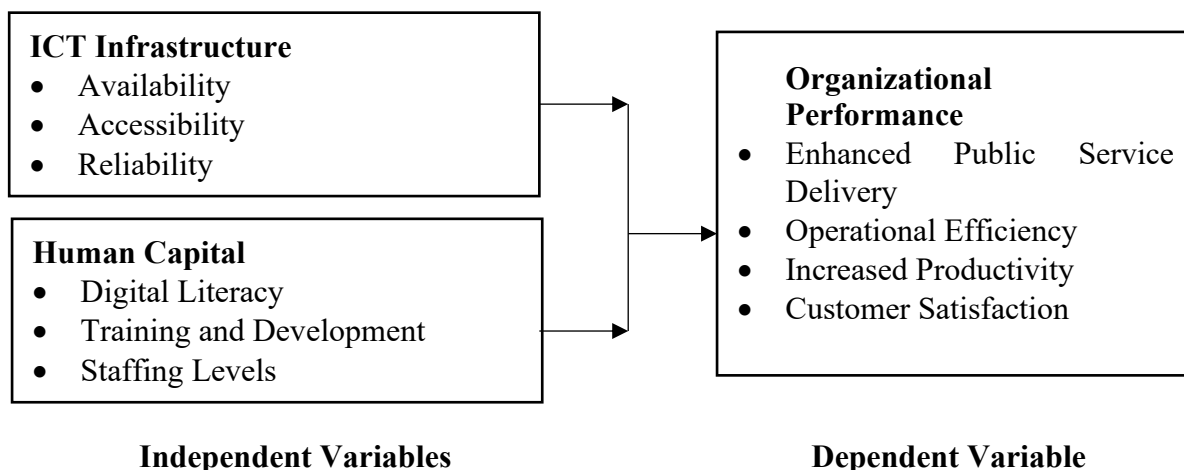 ICT Infrastructure
• Availability
• Accessibility
• Reliability
Human Capital
• Digital Literacy
• Training and Development
• Staffing Levels
Independent Variables
Organizational
Performance
• Enhanced Public Service
Delivery
• Operational Efficiency
• Increased Productivity
• Customer Satisfaction
Dependent Variable